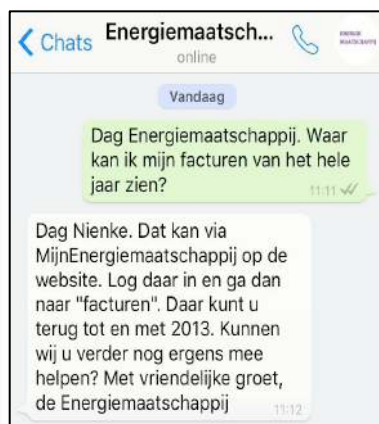 Chats
Energiemaatsch...
online
ENERGIE
MAATSCHAPPIJ
Vandaag
Dag Energiemaatschappij. Waar
kan ik mijn facturen van het hele
jaar zien?
11:11
Dag Nienke. Dat kan via
MijnEnergiemaatschappij op de
website. Log daar in en ga dan
naar "facturen". Daar kunt u
terug tot en met 2013. Kunnen
wij u verder nog ergens mee
helpen? Met vriendelijke groet,
de Energiemaatschappij
11:12